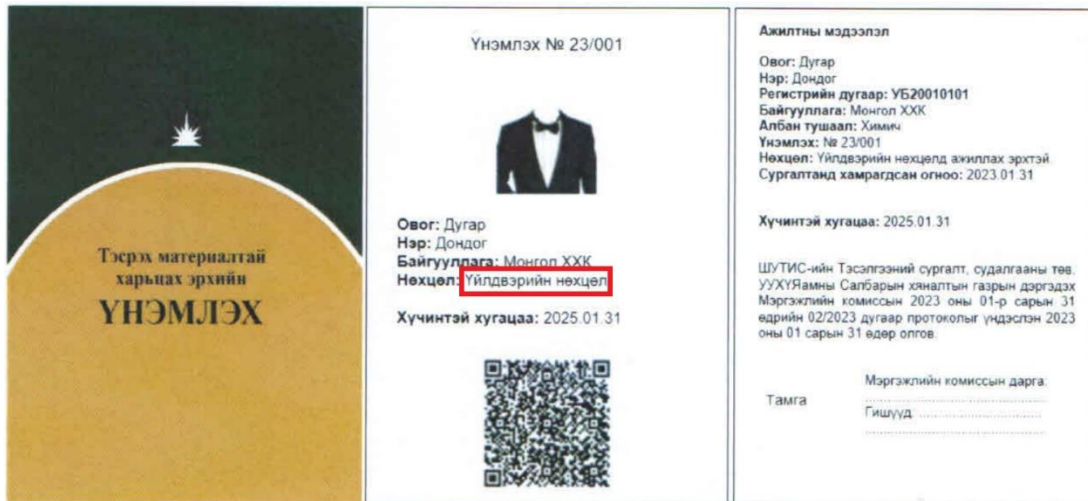 Тэсрэх материалтай
харьцах эрхийн
ҮНЭМЛЭХ
Үнэмлэх № 23/001
Овог: Дугар
Нэр: Дондог
Байгууллага: Монгол ХХК
Нөхцөл: Үйлдвэрийн нөхцөл
Хүчинтэй хугацаа: 2025.01.31
Ажилтны мэдээлэл
Овог: Дугар
Нэр: Дондог
Регистрийн дугаар: УБ20010101
Байгууллага: Монгол ХХК
Албан тушаал: Химич
Үнэмлэх: № 23/001
Нөхцөл: Үйлдвэрийн нөхцөлд ажиллах эрхтэй
Сургалтанд хамрагдсан огноо: 2023.01.31
Хүчинтэй хугацаа: 2025.01.31
ШУТИС-ийн Тэсэлгээний сургалт, судалгааны төв,
УУХҮЯамны Салбарын хяналтын газрын дэргэдэх
Мэргэжлийн комиссын 2023 оны 01-р сарын 31
өдрийн 02/2023 дугаар протоколыг үндэслэн 2023
оны 01 сарын 31 өдөр олгов.
Мэргэжлийн комиссын дарга:
Тамга
Гишүүд: